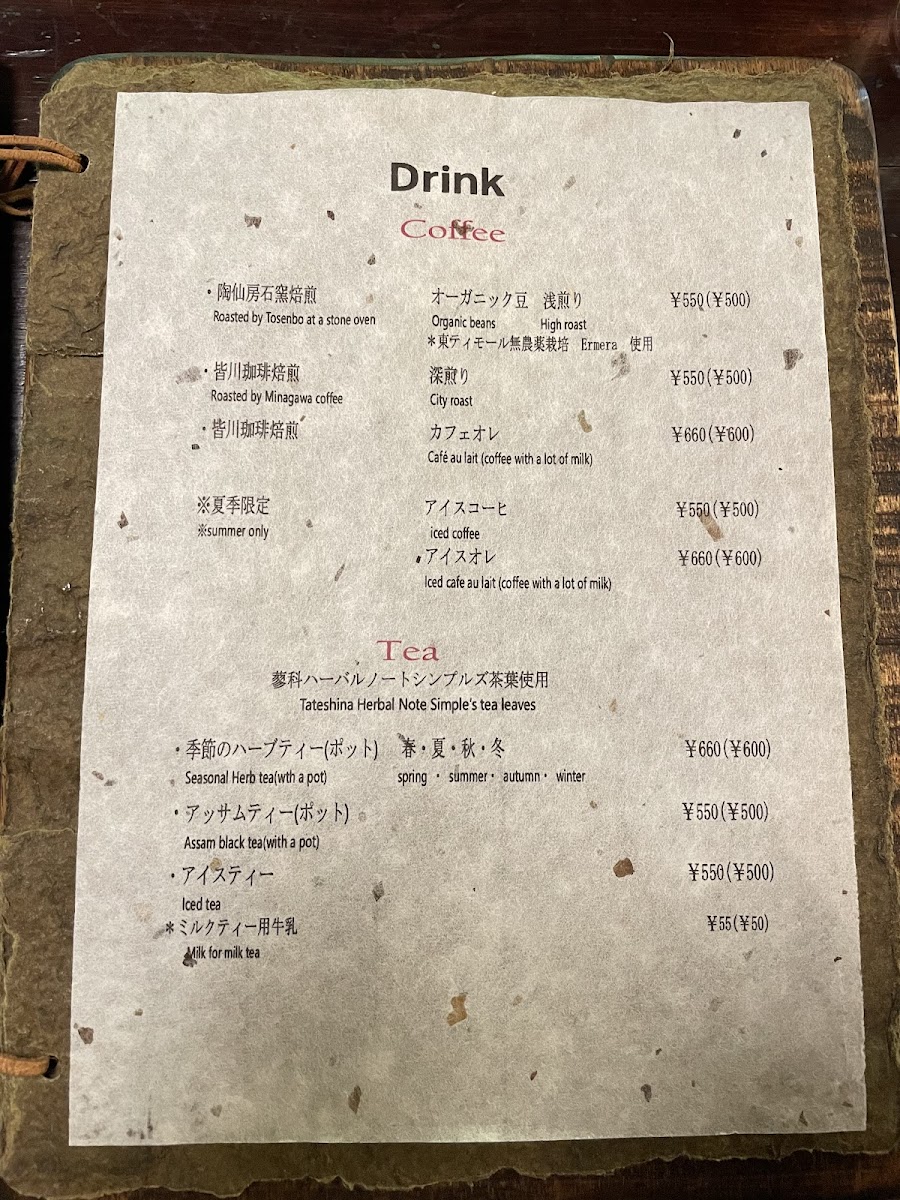 Drink
Coffee
・陶仙房石窯焙煎 オーガニック豆 浅煎り ¥550(¥500)
Roasted by Tosenbo at a stone oven Organic beans High roast
＊東ティモール無農薬栽培 Ermera 使用
・皆川珈琲焙煎 深煎り ¥550(¥500)
Roasted by Minagawa coffee City roast
・皆川珈琲焙煎 カフェオレ ¥660(¥600)
Café au lait (coffee with a lot of milk)
※夏季限定 アイスコーヒ ¥550(¥500)
※summer only iced coffee
アイスオレ ¥660(¥600)
Iced cafe au lait (coffee with a lot of milk)
Tea
蓼科ハーバルノートシンプルズ茶葉使用
Tateshina Herbal Note Simple's tea leaves
・季節のハーブティー(ポット) 春・夏・秋・冬 ¥660(¥600)
Seasonal Herb tea(wth a pot) spring ・ summer・ autumn・ winter
・アッサムティー(ポット) ¥550(¥500)
Assam black tea(with a pot)
・アイスティー ¥550(¥500)
Iced tea
＊ミルクティー用牛乳 ¥55(¥50)
Milk for milk tea